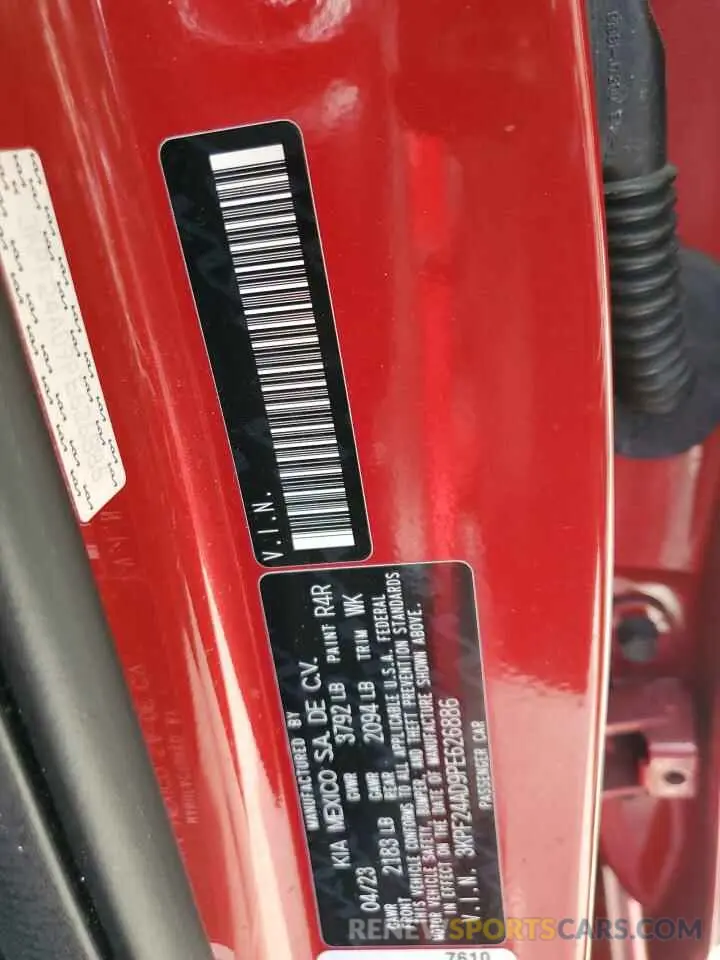 V.I.N.
MANUFACTURED BY
KIA MEXICO S.A. DE C.V.
04/23 GVWR 3792 LB PAINT R4R
GAWR FRONT 2183 LB GAWR REAR 2094 LB TRIM WK
THIS VEHICLE CONFORMS TO ALL APPLICABLE U.S.A. FEDERAL
MOTOR VEHICLE SAFETY, BUMPER, AND THEFT PREVENTION STANDARDS
IN EFFECT ON THE DATE OF MANUFACTURE SHOWN ABOVE.
V.I.N. 3KPF24AD9PE626886
PASSENGER CAR
7610
RENEWSPORTSCARS.COM